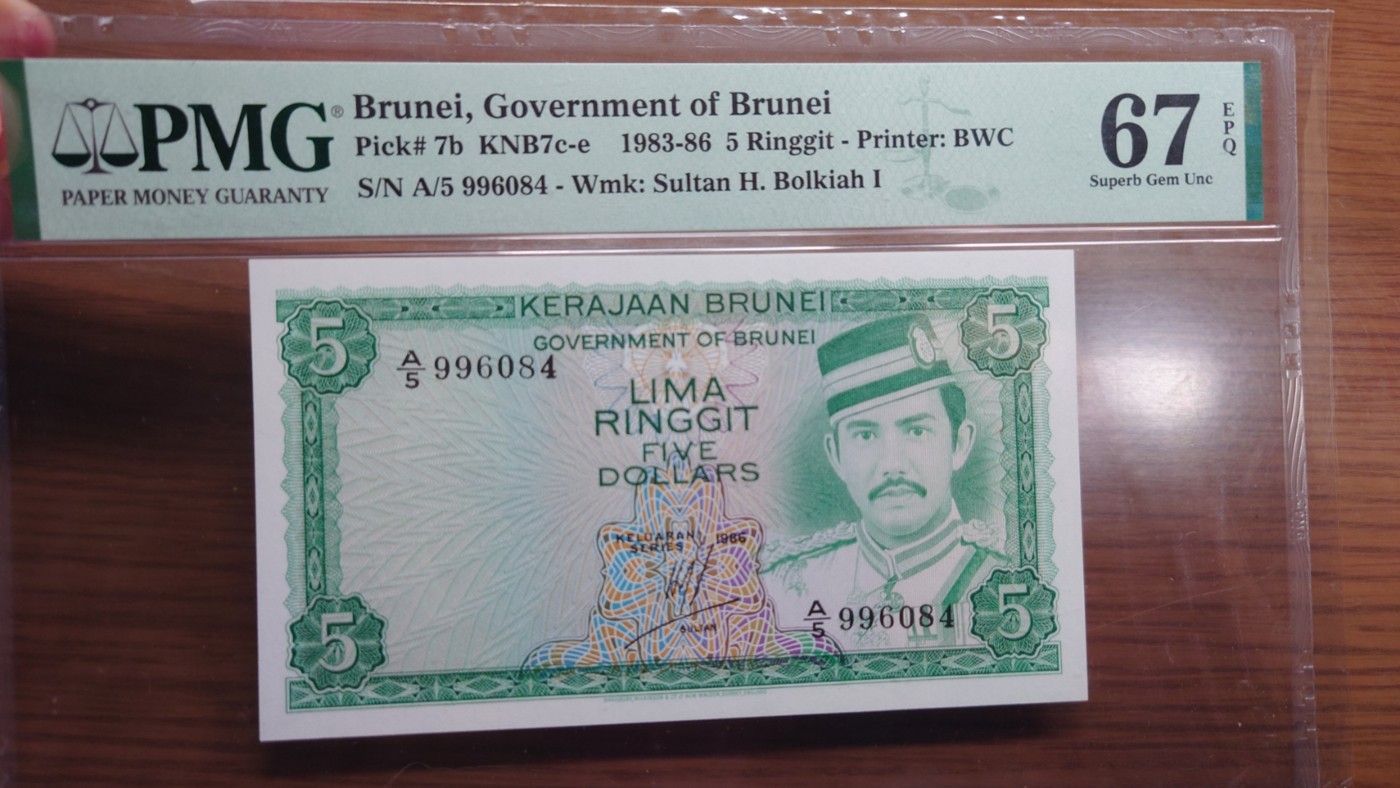 PMG®
PAPER MONEY GUARANTY
Brunei, Government of Brunei
Pick# 7b KNB7c-e 1983-86 5 Ringgit - Printer: BWC
S/N A/5 996084 - Wmk: Sultan H. Bolkiah I
67
EPQ
Superb Gem Unc
KERAJAAN BRUNEI
GOVERNMENT OF BRUNEI
5
5
A/5 996084
LIMA
RINGGIT
FIVE
DOLLARS
KELUARAN
SERIES 1986
SULTAN
A/5 996084
5
5